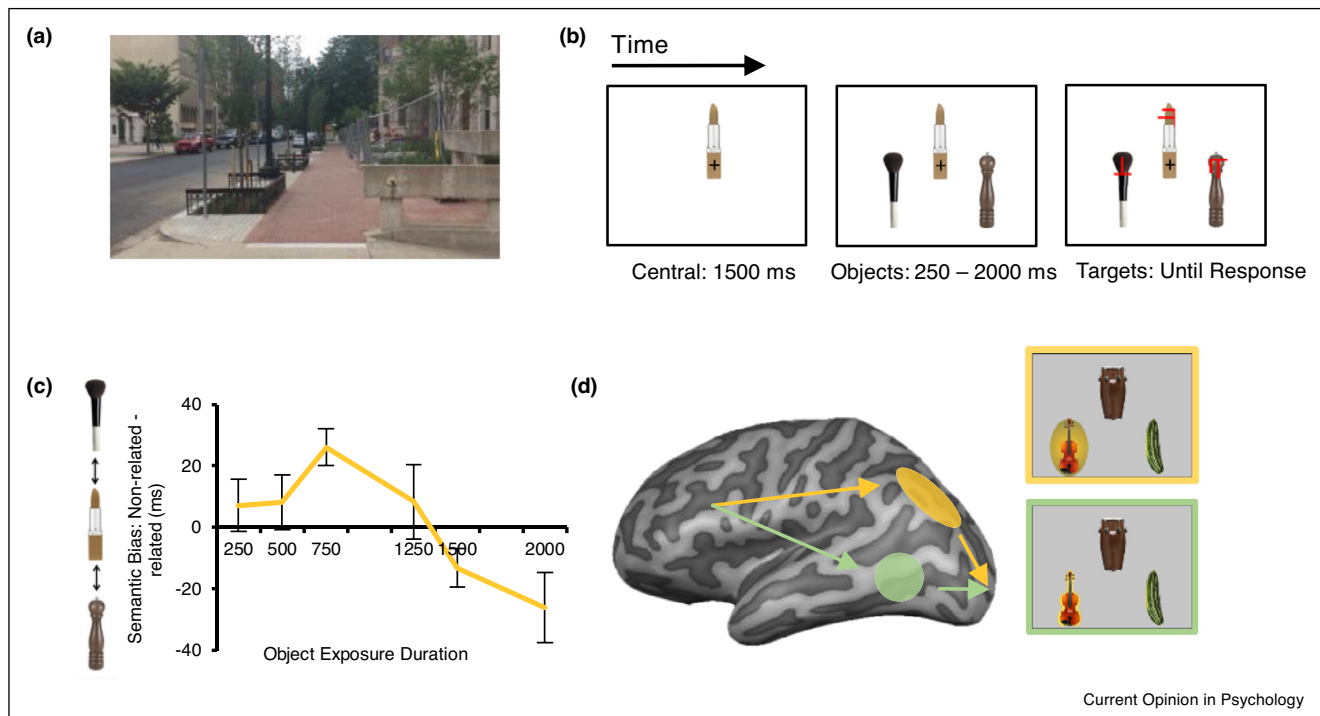 (a)
(b)
Time
Central: 1500 ms
Objects: 250 – 2000 ms
Targets: Until Response
(c)
Semantic Bias: Non-related -
related (ms)
40
20
0
-20
-40
250
500
750
1250
1500
2000
Object Exposure Duration
(d)
Current Opinion in Psychology